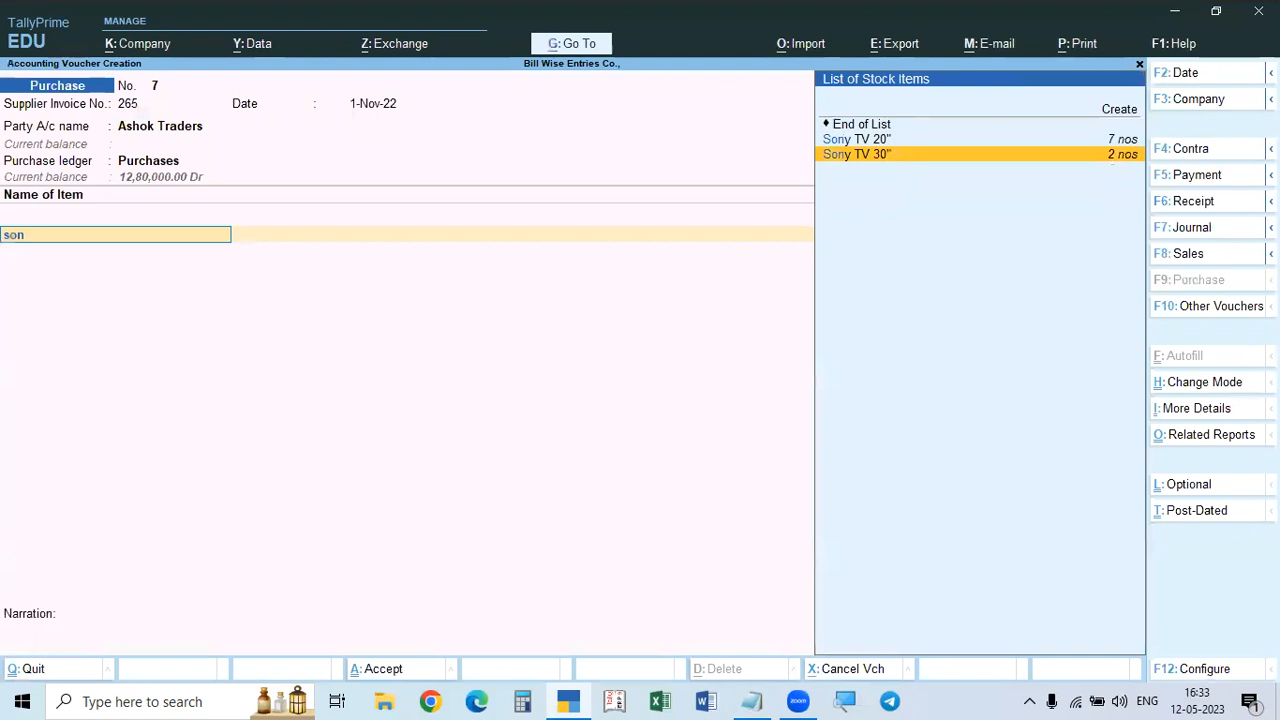 TallyPrime
EDU
MANAGE
K: Company
Y: Data
Z: Exchange
G: Go To
O: Import
E: Export
M: E-mail
P: Print
F1: Help
Accounting Voucher Creation
Bill Wise Entries Co.,
Purchase No. 7
Supplier Invoice No.: 265 Date : 1-Nov-22
Party A/c name : Ashok Traders
Current balance :
Purchase ledger : Purchases
Current balance : 12,80,000.00 Dr
Name of Item
son
Narration:
List of Stock Items
Create
♦ End of List
Sony TV 20" 7 nos
Sony TV 30" 2 nos
F2: Date
F3: Company
F4: Contra
F5: Payment
F6: Receipt
F7: Journal
F8: Sales
F9: Purchase
F10: Other Vouchers
F: Autofill
H: Change Mode
I: More Details
O: Related Reports
L: Optional
T: Post-Dated
Q: Quit
A: Accept
D: Delete
X: Cancel Vch
F12: Configure
Type here to search
zoom
ENG
16:33
12-05-2023
1